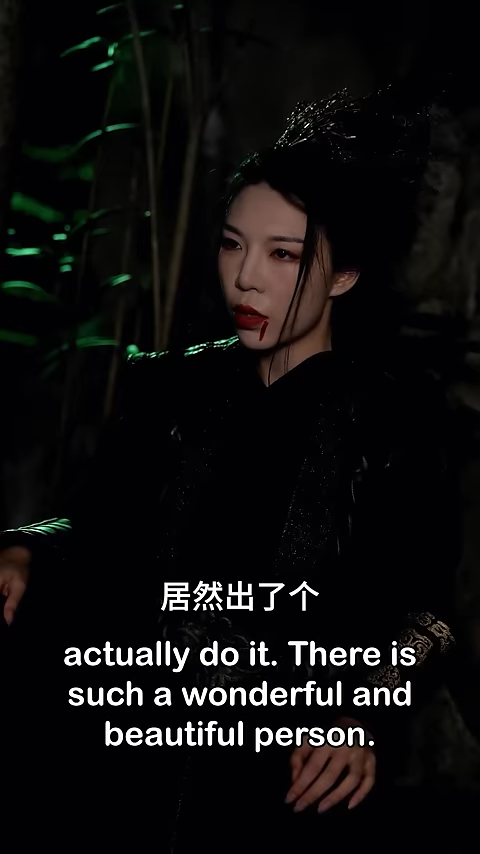 居然出了个
actually do it. There is
such a wonderful and
beautiful person.